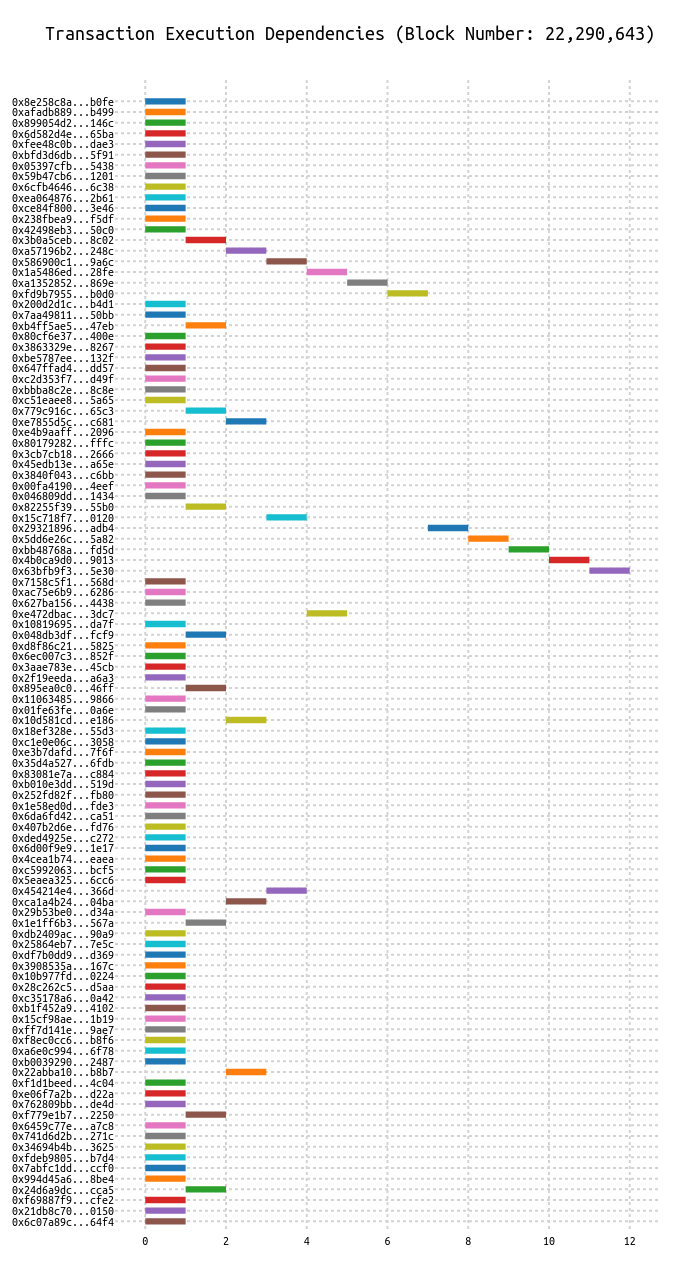 Transaction Execution Dependencies (Block Number: 22,290,643)
0x8e258c8a...b0fe
0xafadb889...b499
0x899054d2...146c
0x6d582d4e...65ba
0xfee48c0b...dae3
0xbfd3d6db...5f91
0x05397cfb...5438
0x59b47cb6...1201
0x6cfb4646...6c38
0xea064876...2b61
0xce84f800...3e46
0x238fbea9...f5df
0x42498eb3...50c0
0x3b0a5ceb...8c02
0xa57196b2...248c
0x586900c1...9a6c
0x1a5486ed...28fe
0xa1352852...869e
0xfd9b7955...b0d0
0x200d2d1c...b4d1
0x7aa49811...50bb
0xb4ff5ae5...47eb
0x80cf6e37...400e
0x3863329e...8267
0xbe5787ee...132f
0x647ffad4...dd57
0xc2d353f7...d49f
0xbbba8c2e...8c8e
0xc51eaee8...5a65
0x779c916c...65c3
0xe7855d5c...c681
0xe4b9aaff...2096
0x80179282...fffc
0x3cb7cb18...2666
0x45edb13e...a65e
0x3840f043...c6bb
0x00fa4190...4eef
0x046809dd...1434
0x82255f39...55b0
0x15c718f7...0120
0x29321896...adb4
0x5dd6e26c...5a82
0xbb48768a...fd5d
0x4b0ca9d0...9013
0x63bfb9f3...5e30
0x7158c5f1...568d
0xac75e6b9...6286
0x627ba156...4438
0xe472dbac...3dc7
0x10819695...da7f
0x048db3df...fcf9
0xd8f86c21...5825
0x6ec007c3...852f
0x3aae783e...45cb
0x2f19eeda...a6a3
0x895ea0c0...46ff
0x11063485...9866
0x01fe63fe...0a6e
0x10d581cd...e186
0x18ef328e...55d3
0xc1e0e06c...3058
0xe3b7dafd...7f6f
0x35d4a527...6fdb
0x83081e7a...c884
0xb010e3dd...519d
0x252fd82f...fb80
0x1e58ed0d...fde3
0x6da6fd42...ca51
0x407b2d6e...fd76
0xded4925e...c272
0x6d00f9e9...1e17
0x4cea1b74...eaea
0xc5992063...bcf5
0x5eaea325...6cc6
0x454214e4...366d
0xca1a4b24...04ba
0x29b53be0...d34a
0x1e1ff6b3...567a
0xdb2409ac...90a9
0x25864eb7...7e5c
0xdf7b0dd9...d369
0x3908535a...167c
0x10b977fd...0224
0x28c262c5...d5aa
0xc35178a6...0a42
0xb1f452a9...4102
0x15cf98ae...1b19
0xff7d141e...9ae7
0xf8ec0cc6...b8f6
0xa6e0c994...6f78
0xb0039290...2487
0x22abba10...b8b7
0xf1d1beed...4c04
0xe06f7a2b...d22a
0x762809bb...de4d
0xf779e1b7...2250
0x6459c77e...a7c8
0x741d6d2b...271c
0x34694b4b...3625
0xfdeb9805...b7d4
0x7abfc1dd...ccf0
0x994d45a6...8be4
0x24d6a9dc...cca5
0xf69887f9...cfe2
0x21db8c70...0150
0x6c07a89c...64f4
0 2 4 6 8 10 12